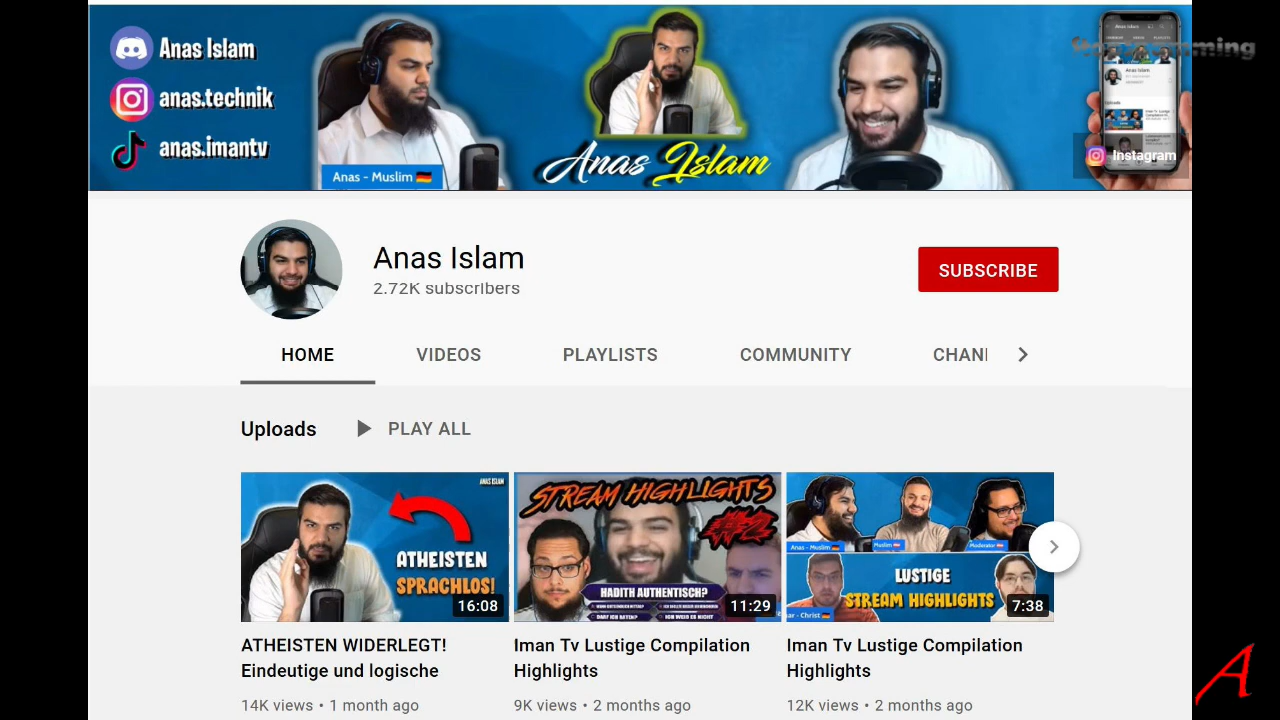 Anas Islam
anas.technik
anas.imantv
Anas - Muslim
Anas Islam
Instagram
Anas Islam
2.72K subscribers
SUBSCRIBE
HOME VIDEOS PLAYLISTS COMMUNITY CHAN
Uploads PLAY ALL
ANAS ISLAM
ATHEISTEN
SPRACHLOS!
16:08
STREAM HIGHLIGHTS
#2
HADITH AUTHENTISCH?
11:29
Anas - Muslim
Muslim
Moderator
LUSTIGE
STREAM HIGHLIGHTS
ar - Christ
7:38
ATHEISTEN WIDERLEGT!
Eindeutige und logische
14K views • 1 month ago
Iman Tv Lustige Compilation
Highlights
9K views • 2 months ago
Iman Tv Lustige Compilation
Highlights
12K views • 2 months ago
A